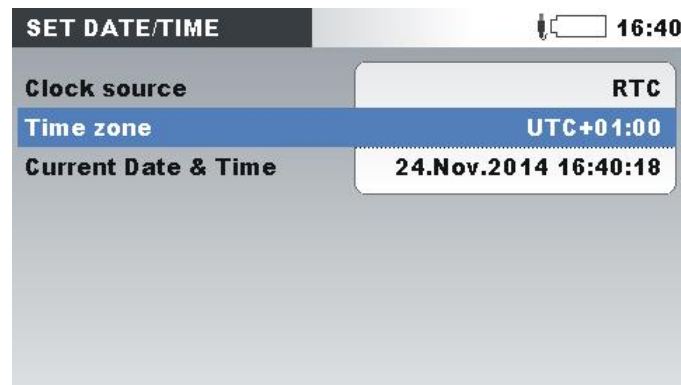 SET DATE/TIME 16:40
Clock source RTC
Time zone UTC+01:00
Current Date & Time 24.Nov.2014 16:40:18